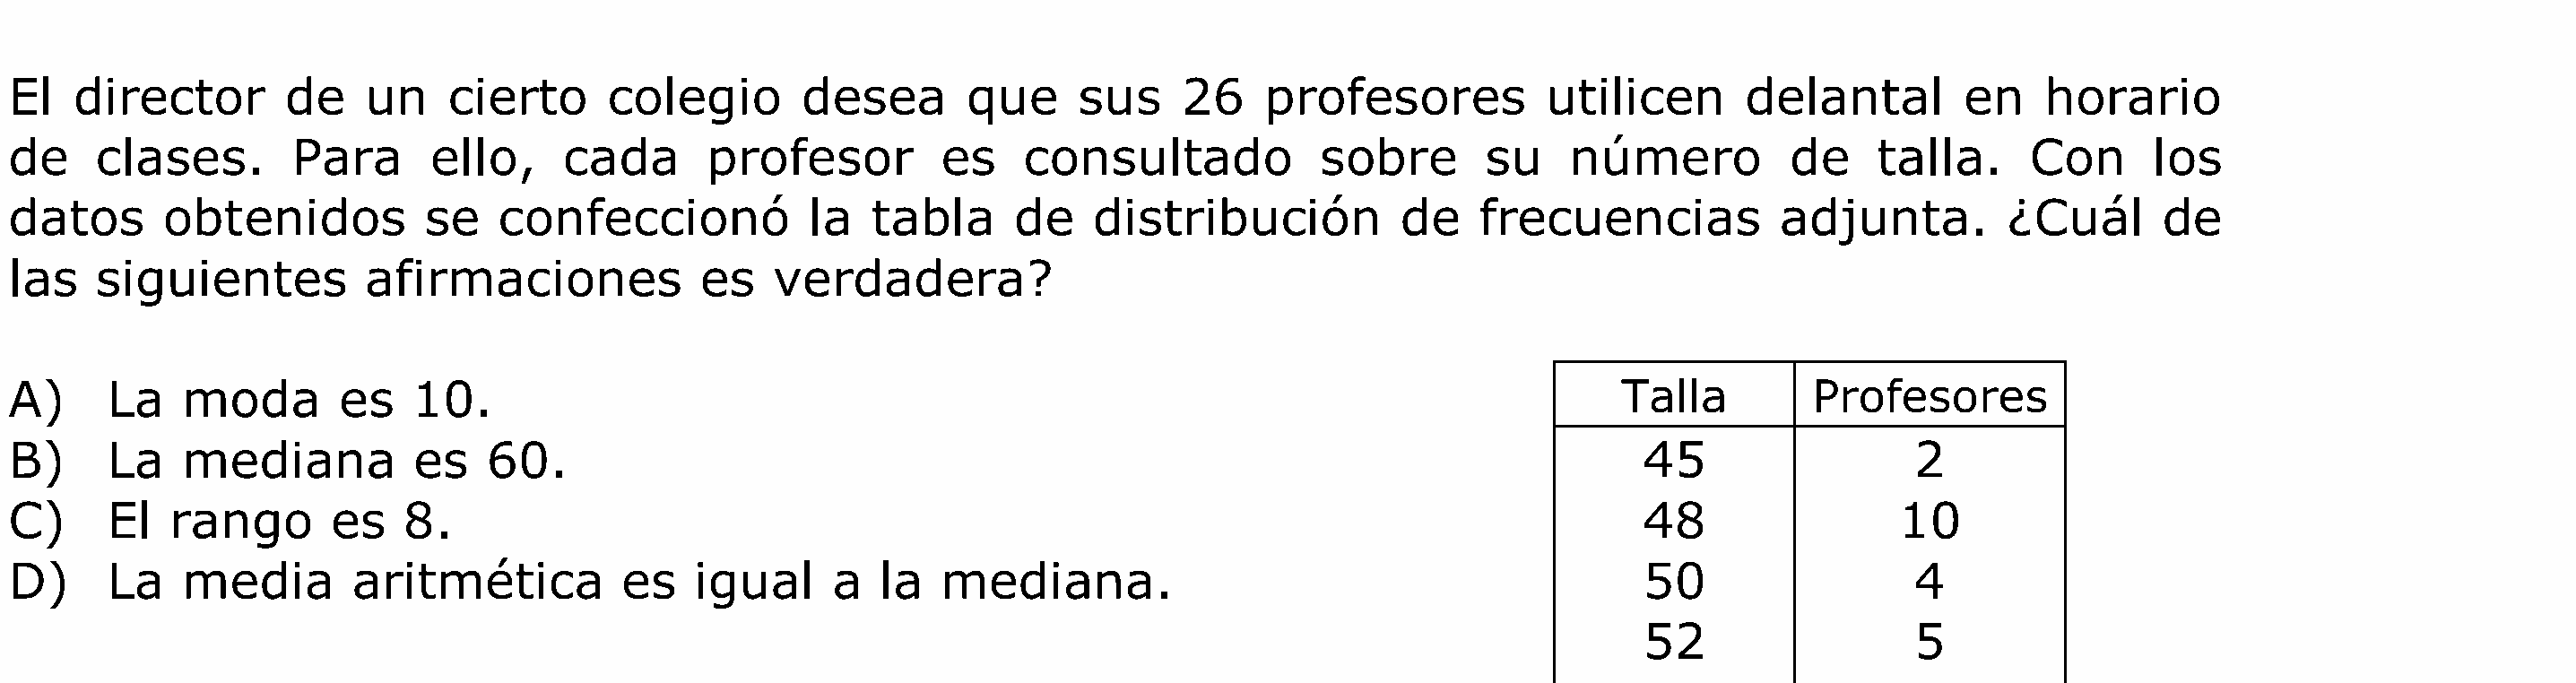 El director de un cierto colegio desea que sus 26 profesores utilicen delantal en horario
de clases. Para ello, cada profesor es consultado sobre su número de talla. Con los
datos obtenidos se confeccionó la tabla de distribución de frecuencias adjunta. ¿Cuál de
las siguientes afirmaciones es verdadera?
A) La moda es 10.
B) La mediana es 60.
C) El rango es 8.
D) La media aritmética es igual a la mediana.
Talla Profesores
45 2
48 10
50 4
52 5